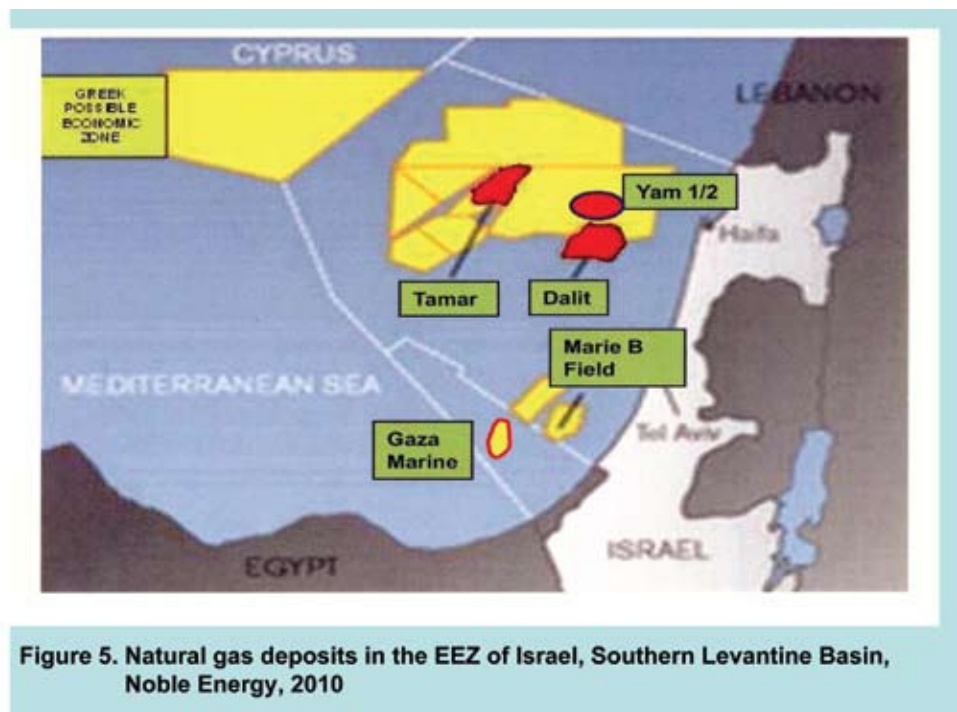 CYPRUS
GREEK
POSSIBLE
ECONOMIC
ZONE
LEBANON
Yam 1/2
Haifa
Tamar
Dalit
Marie B
Field
MEDITERRANEAN SEA
Gaza
Marine
Tel Aviv
ISRAEL
EGYPT
Figure 5. Natural gas deposits in the EEZ of Israel, Southern Levantine Basin,
Noble Energy, 2010